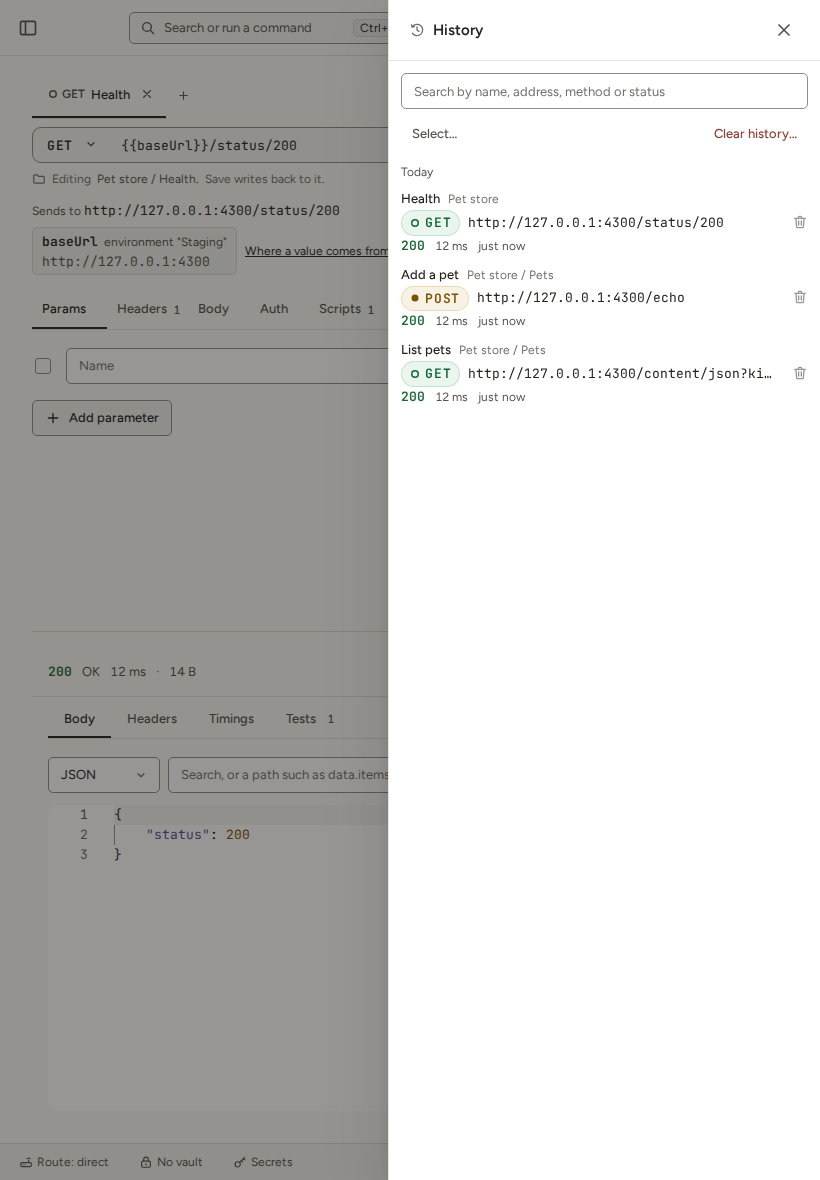 Search or run a command
Ctrl+
GET Health
GET
{{baseUrl}}/status/200
Editing Pet store / Health. Save writes back to it.
Sends to http://127.0.0.1:4300/status/200
baseUrl environment "Staging"
http://127.0.0.1:4300
Where a value comes from
Params
Headers 1
Body
Auth
Scripts 1
Name
Add parameter
200 OK 12 ms · 14 B
Body
Headers
Timings
Tests 1
JSON
Search, or a path such as data.items
1 {
2 "status": 200
3 }
Route: direct
No vault
Secrets
History
Search by name, address, method or status
Select...
Clear history...
Today
Health Pet store
GET http://127.0.0.1:4300/status/200
200 12 ms just now
Add a pet Pet store / Pets
POST http://127.0.0.1:4300/echo
200 12 ms just now
List pets Pet store / Pets
GET http://127.0.0.1:4300/content/json?ki…
200 12 ms just now